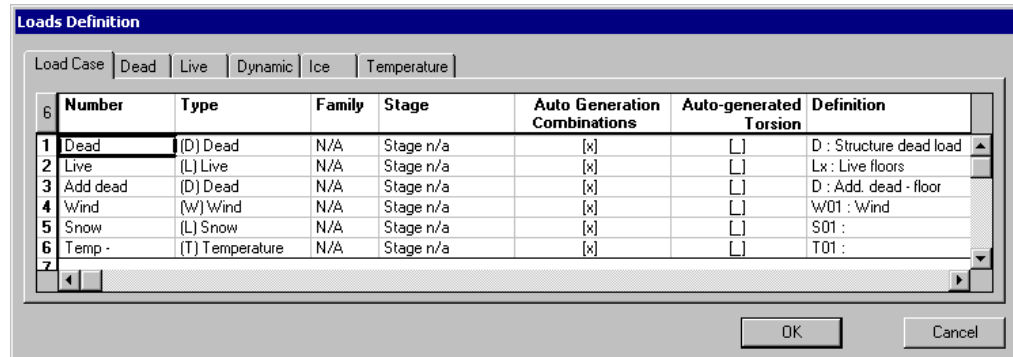 Loads Definition
Load Case Dead Live Dynamic Ice Temperature
6 Number Type Family Stage Auto Generation Combinations Auto-generated Torsion Definition
1 Dead (D) Dead N/A Stage n/a [x] [_] D : Structure dead load
2 Live (L) Live N/A Stage n/a [x] [_] Lx : Live floors
3 Add dead (D) Dead N/A Stage n/a [x] [_] D : Add. dead - floor
4 Wind (W) Wind N/A Stage n/a [x] [_] W01 : Wind
5 Snow (L) Snow N/A Stage n/a [x] [_] S01 :
6 Temp - (T) Temperature N/A Stage n/a [x] [_] T01 :
7
OK Cancel